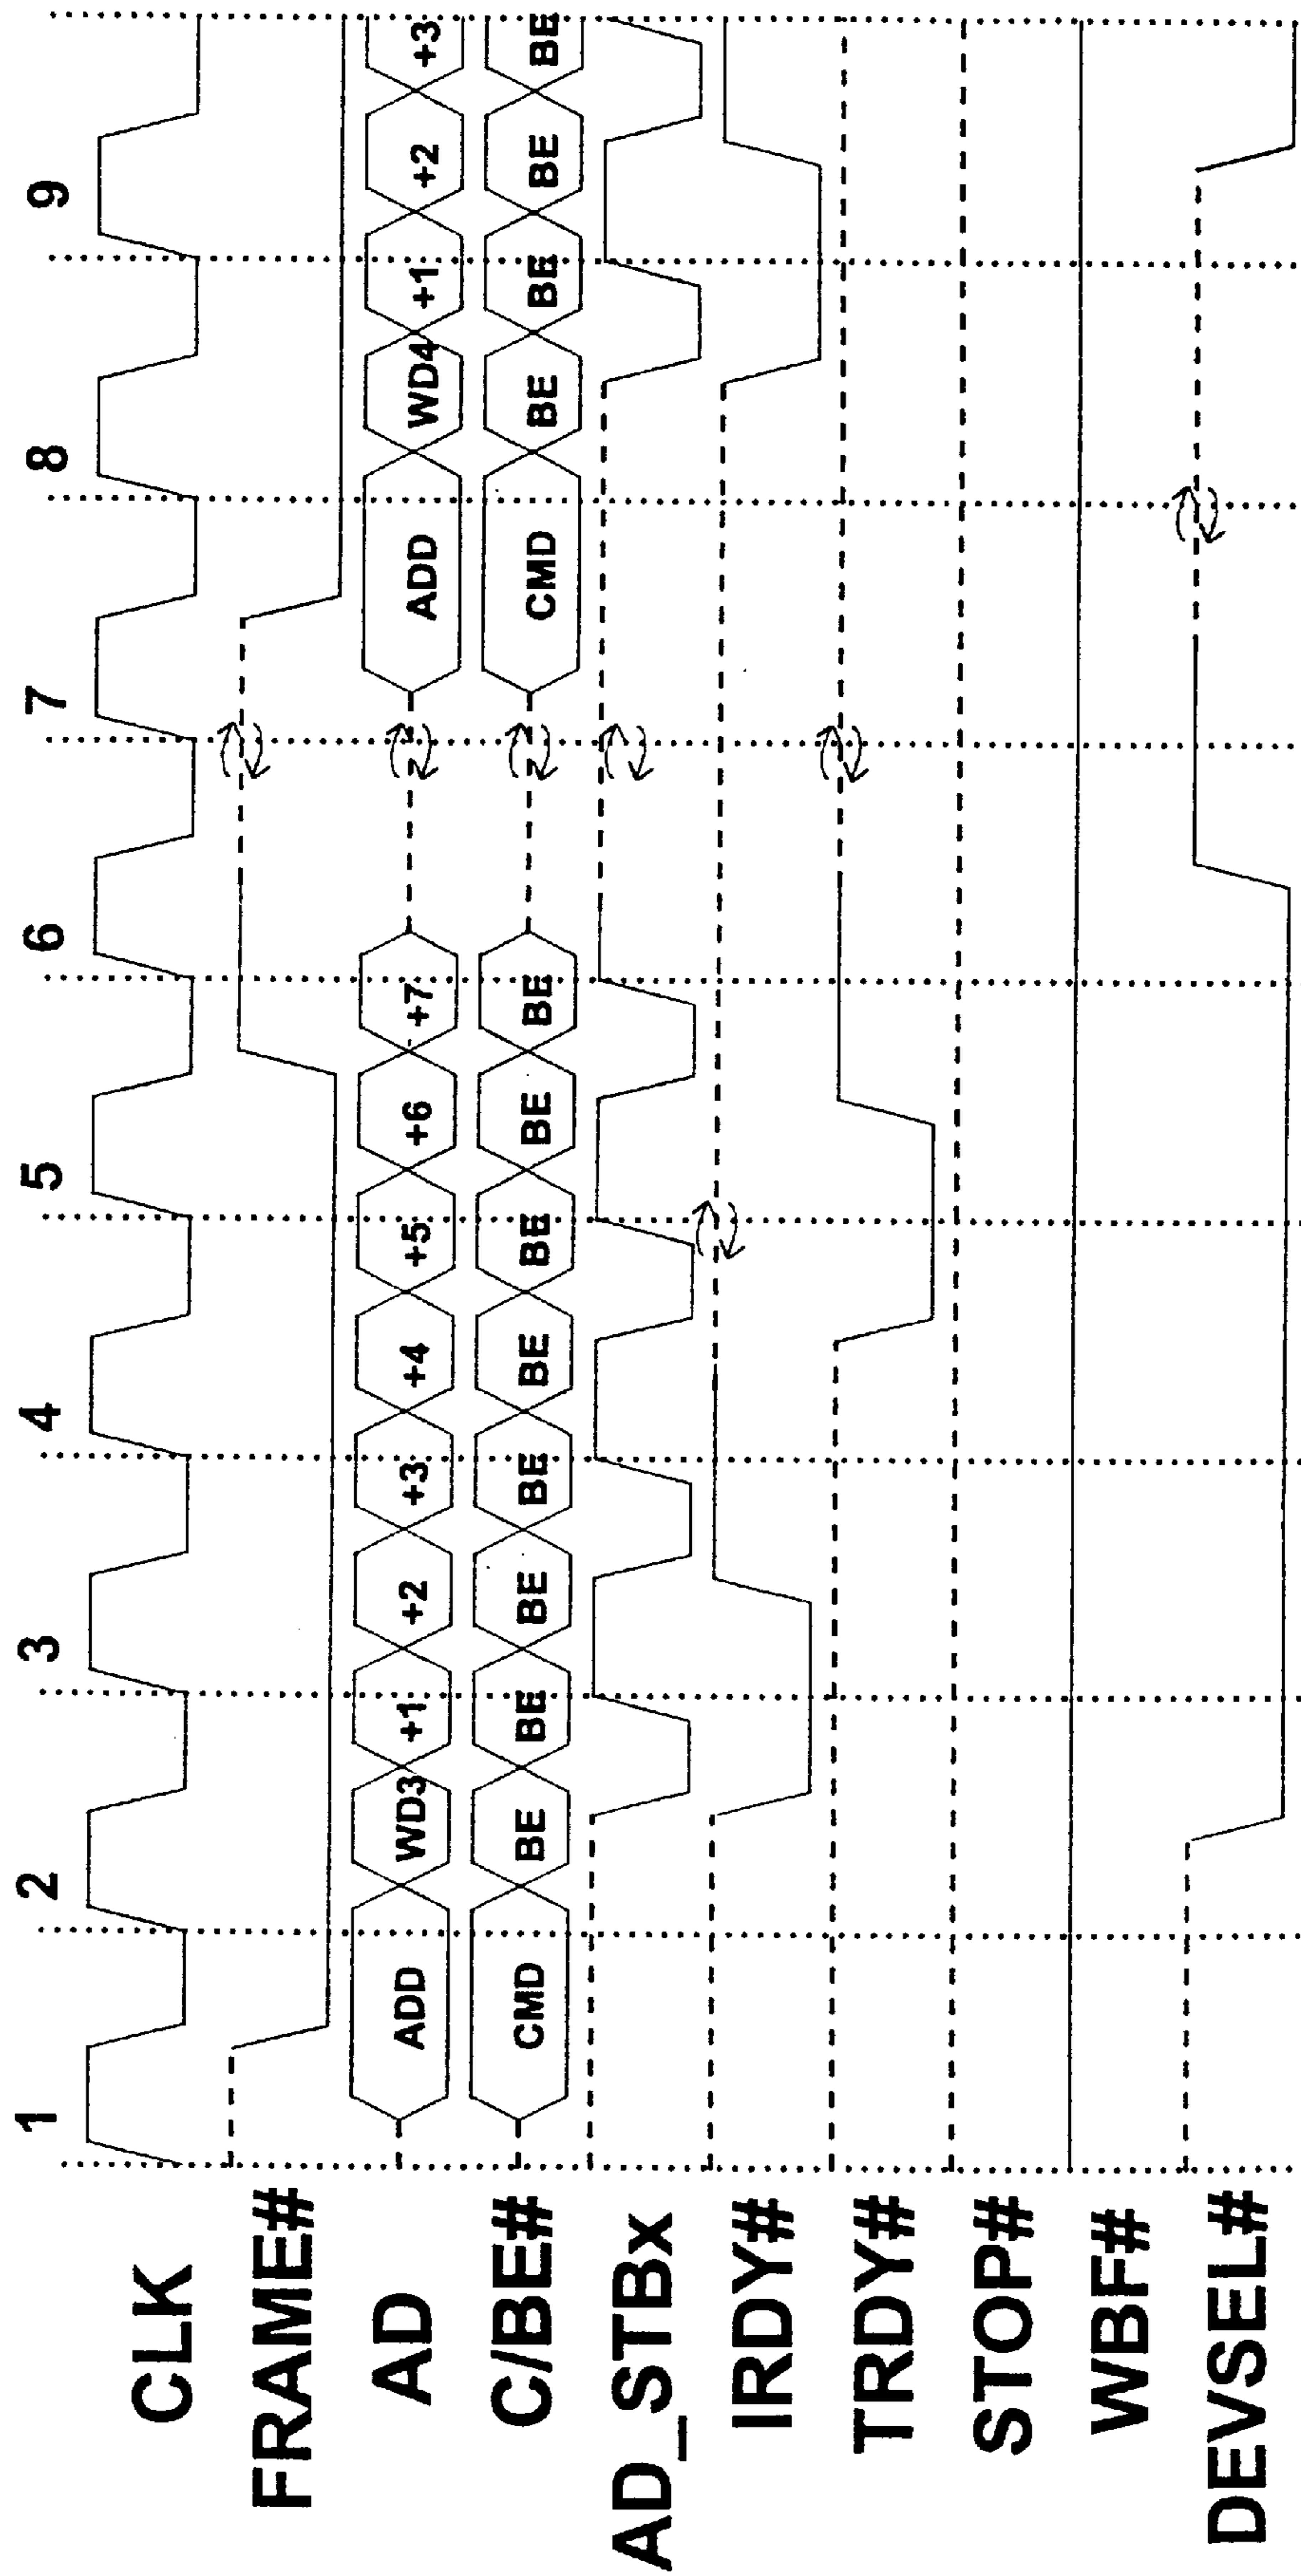 1 2 3 4 5 6 7 8 9
CLK
FRAME#
AD ADD WD3 +1 +2 +3 +4 +5 +6 +7 ADD WD4 +1 +2 +3
C/BE# CMD BE BE BE BE BE BE BE BE CMD BE BE BE BE
AD_STBx
IRDY#
TRDY#
STOP#
WBF#
DEVSEL#